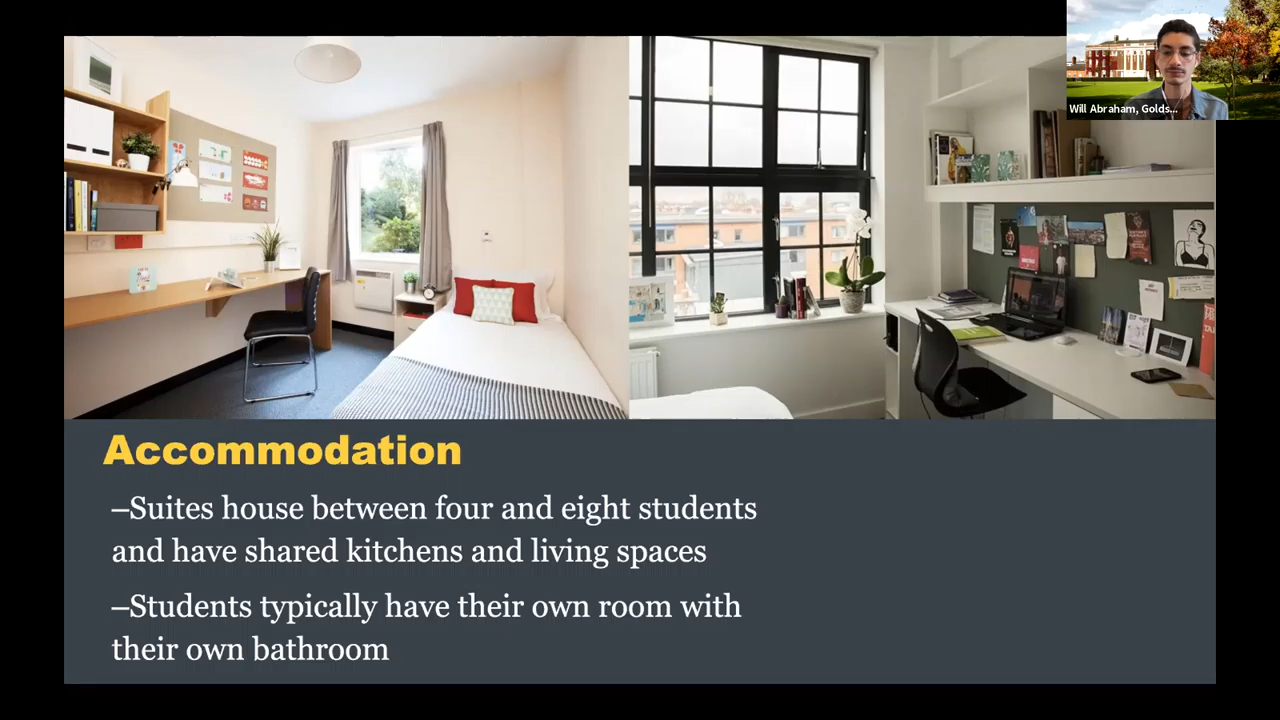 Will Abraham, Golds...
Accommodation
–Suites house between four and eight students
and have shared kitchens and living spaces
–Students typically have their own room with
their own bathroom